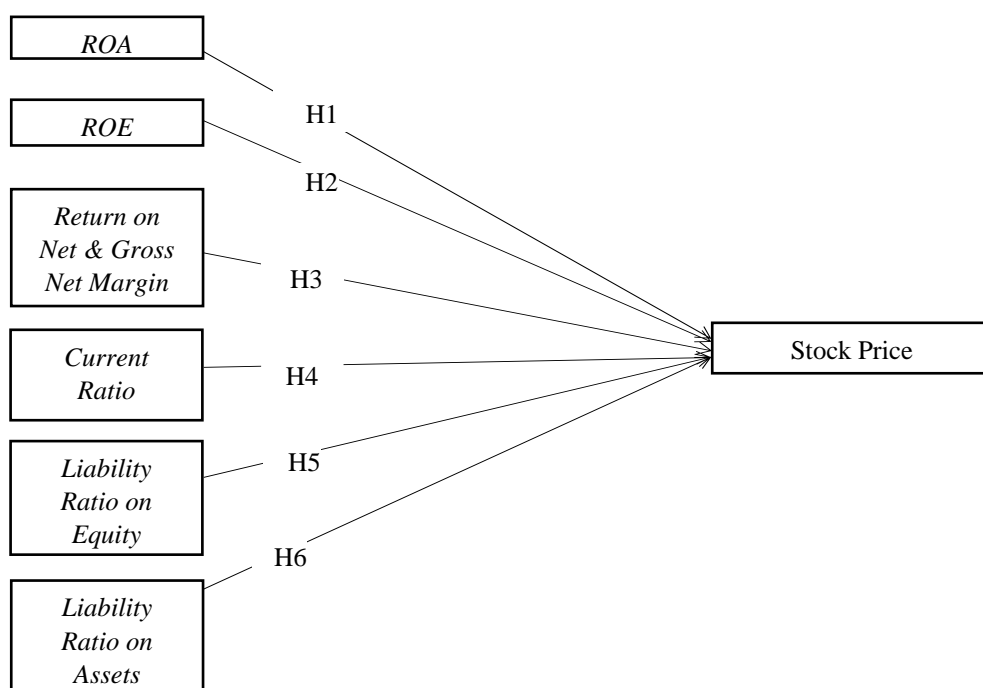 ROA
H1
ROE
H2
Return on
Net & Gross
Net Margin
H3
Current
Ratio
H4
Stock Price
Liability
Ratio on
Equity
H5
H6
Liability
Ratio on
Assets